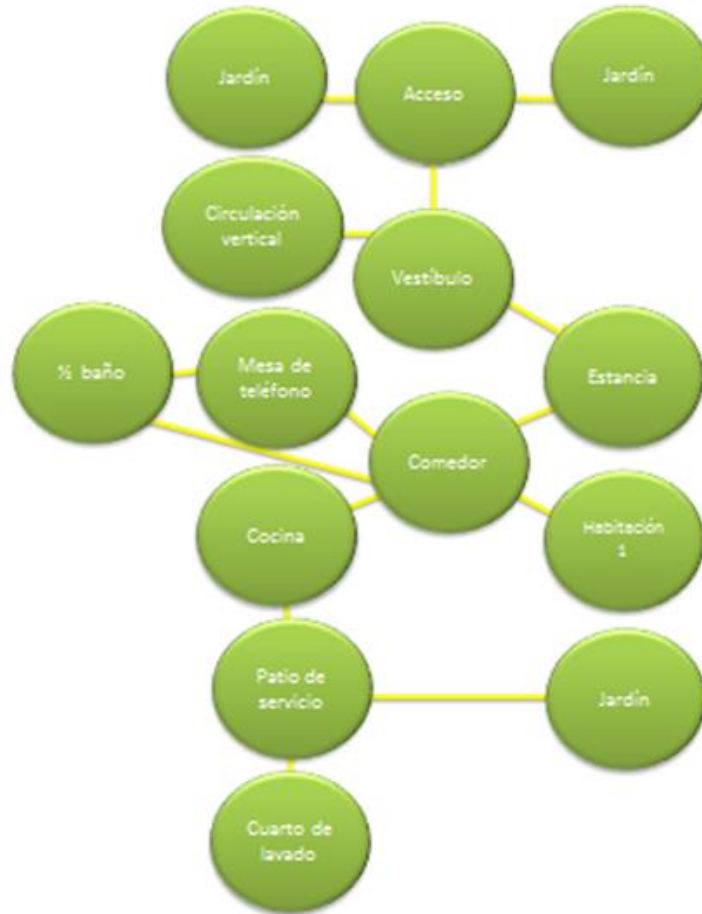 Jardín
Acceso
Jardín
Circulación
vertical
Vestíbulo
½ baño
Mesa de
teléfono
Estancia
Comedor
Cocina
Habitación
1
Patio de
servicio
Jardín
Cuarto de
lavado